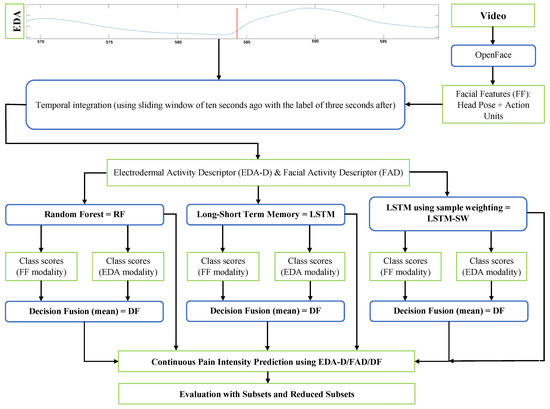 EDA
570
575
580
585
590
595
Video
OpenFace
Facial Features (FF):
Head Pose + Action
Units
Temporal integration (using sliding window of ten seconds ago with the label of three seconds after)
Electrodermal Activity Descriptor (EDA-D) & Facial Activity Descriptor (FAD)
Random Forest = RF
Long-Short Term Memory = LSTM
LSTM using sample weighting =
LSTM-SW
Class scores
(FF modality)
Class scores
(EDA modality)
Class scores
(FF modality)
Class scores
(EDA modality)
Class scores
(FF modality)
Class scores
(EDA modality)
Decision Fusion (mean) = DF
Decision Fusion (mean) = DF
Decision Fusion (mean) = DF
Continuous Pain Intensity Prediction using EDA-D/FAD/DF
Evaluation with Subsets and Reduced Subsets